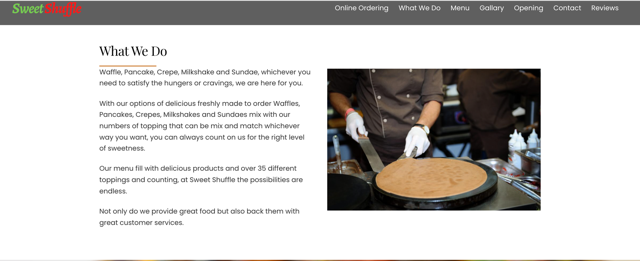 Sweet Shuffle
Online Ordering What We Do Menu Gallary Opening Contact Reviews
What We Do
Waffle, Pancake, Crepe, Milkshake and Sundae, whichever you
need to satisfy the hungers or cravings, we are here for you.
With our options of delicious freshly made to order Waffles,
Pancakes, Crepes, Milkshakes and Sundaes mix with our
numbers of topping that can be mix and match whichever
way you want, you can always count on us for the right level
of sweetness.
Our menu fill with delicious products and over 35 different
toppings and counting, at Sweet Shuffle the possibilities are
endless.
Not only do we provide great food but also back them with
great customer services.